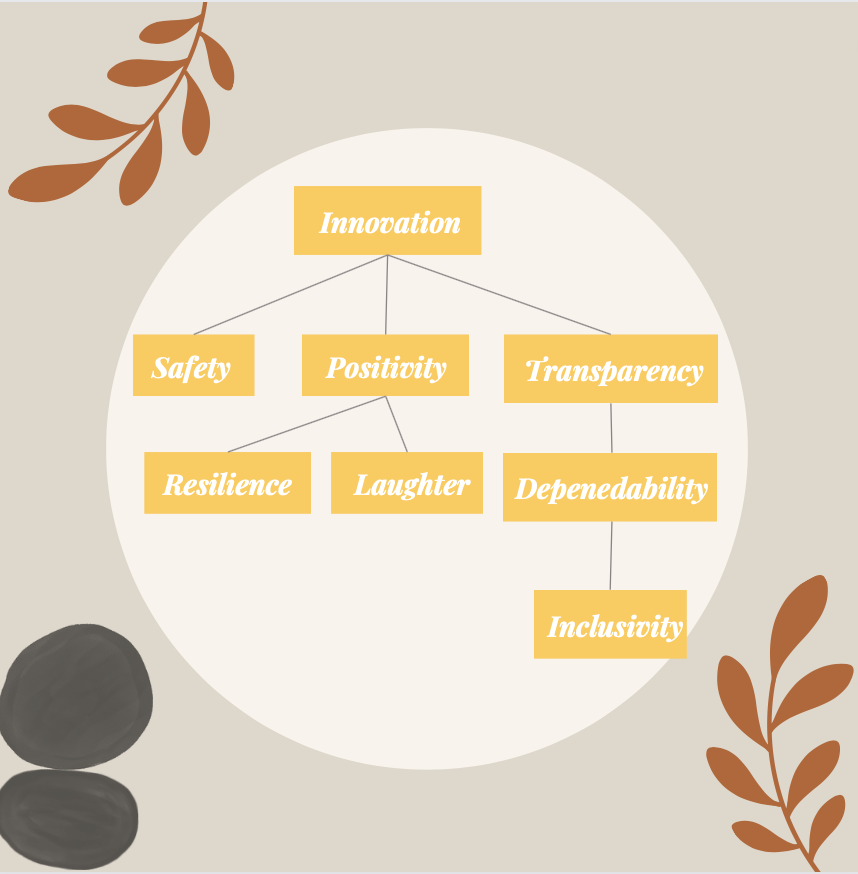 Innovation
Safety
Positivity
Transparency
Resilience
Laughter
Depenedability
Inclusivity